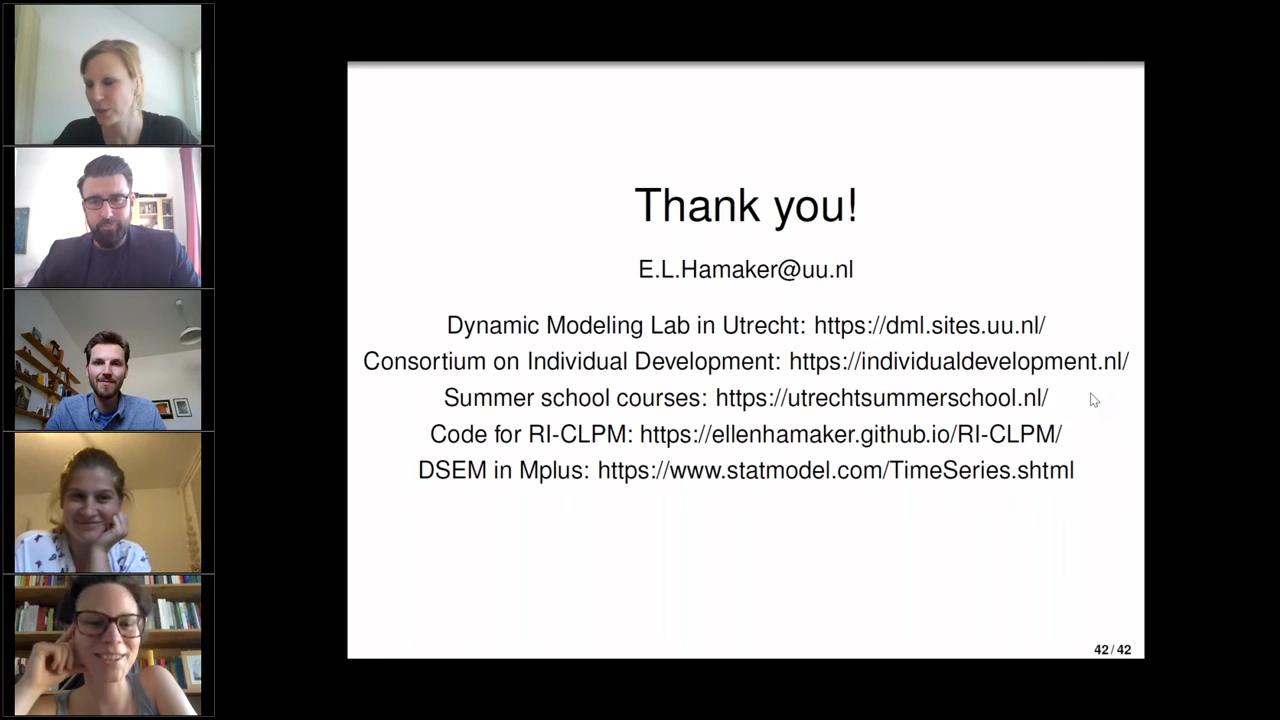 Thank you!
E.L.Hamaker@uu.nl
Dynamic Modeling Lab in Utrecht: https://dml.sites.uu.nl/
Consortium on Individual Development: https://individualdevelopment.nl/
Summer school courses: https://utrechtsummerschool.nl/
Code for RI-CLPM: https://ellenhamaker.github.io/RI-CLPM/
DSEM in Mplus: https://www.statmodel.com/TimeSeries.shtml
42 / 42